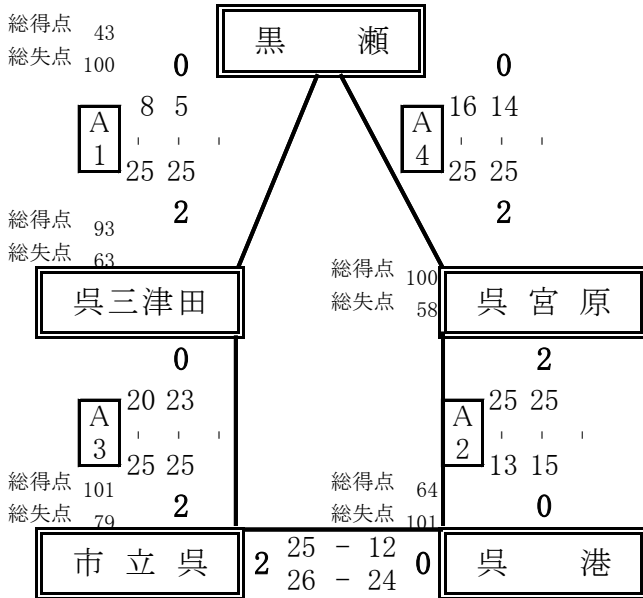 総得点 43
総失点 100
黒 瀬
0 0
A1 8 5 A4 16 14
- - - - - -
25 25 25 25
2 2
総得点 93
総失点 63
総得点 100
総失点 58
呉三津田 呉宮原
0 2
A3 20 23 A2 25 25
- - - - - -
25 25 13 15
総得点 101 総得点 64
総失点 79 総失点 101
2 0
市立呉 2 25 - 12 0 呉 港
26 - 24